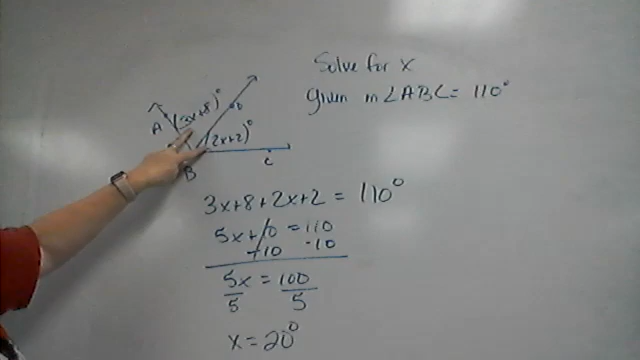 Solve for x
Given m∠ABC = 110°
A
(3x+8)°
D
(2x+2)°
B
C
3x+8+2x+2 = 110°
5x+10 = 110
-10 -10
5x = 100
5 5
x = 20°